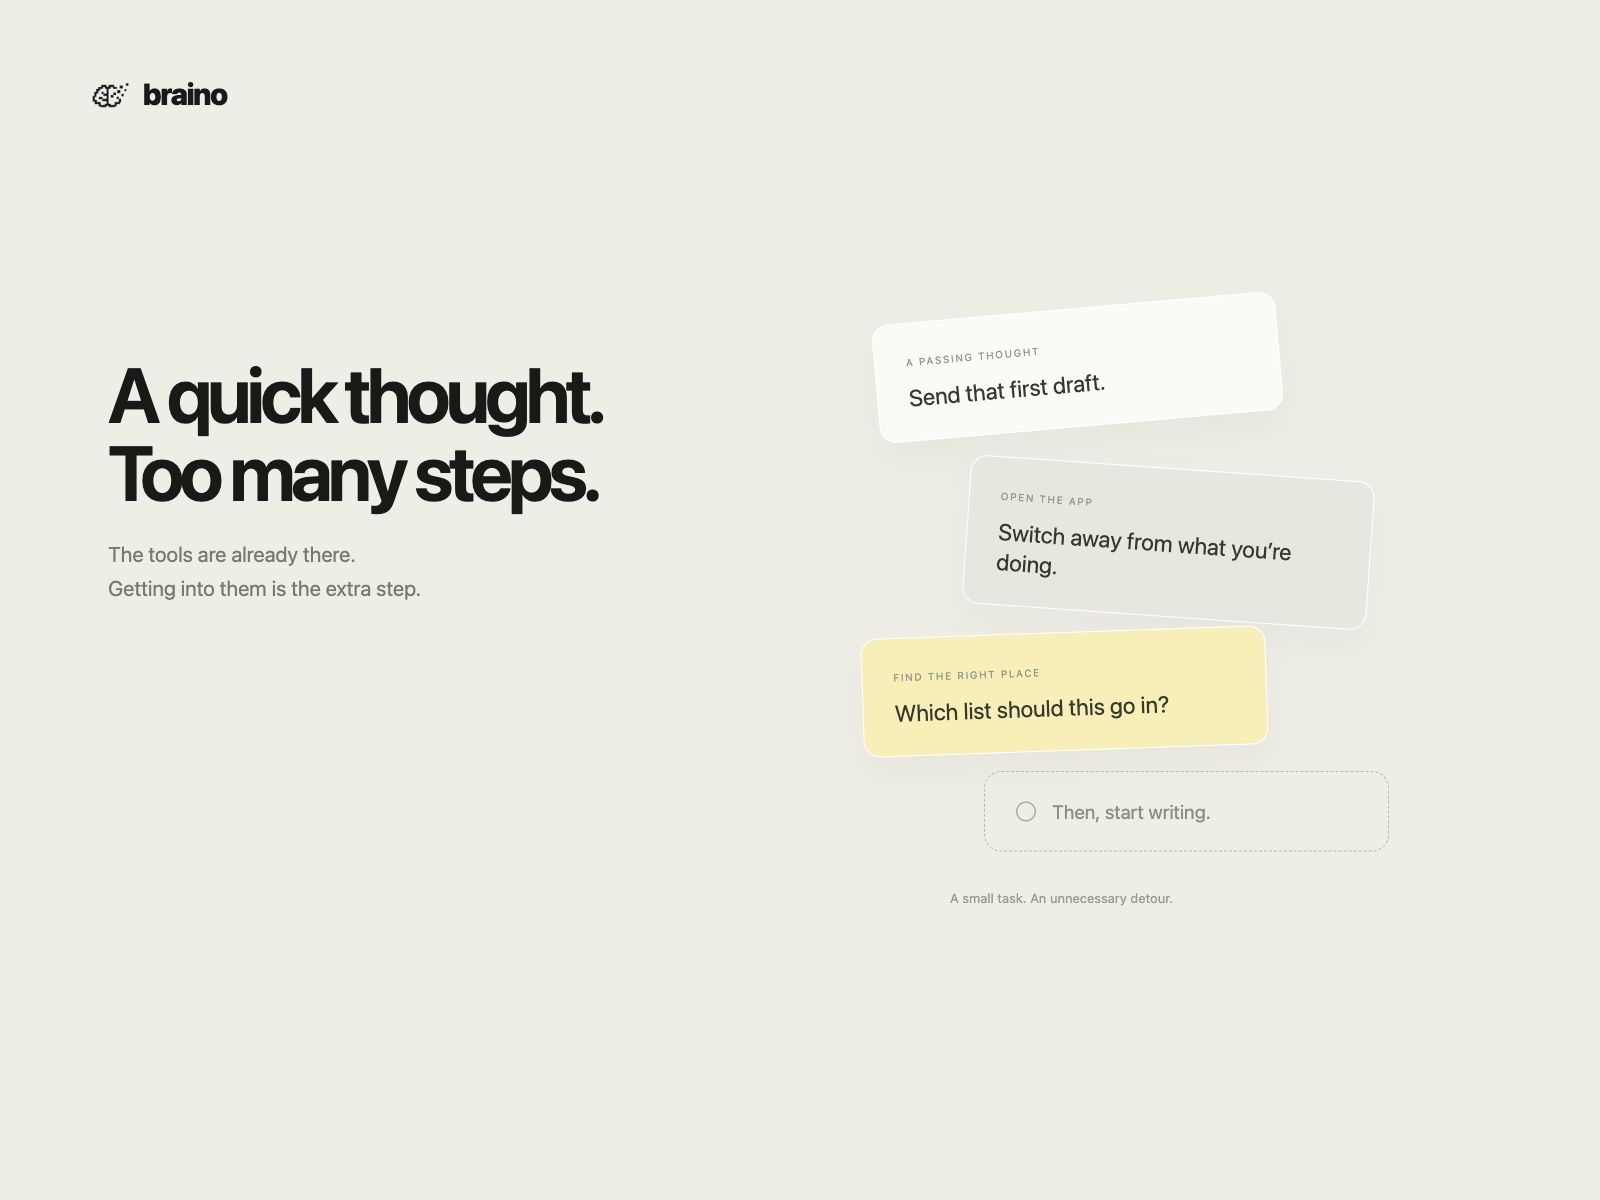 braino
A quick thought.
Too many steps.
The tools are already there.
Getting into them is the extra step.
A PASSING THOUGHT
Send that first draft.
OPEN THE APP
Switch away from what you’re
doing.
FIND THE RIGHT PLACE
Which list should this go in?
Then, start writing.
A small task. An unnecessary detour.